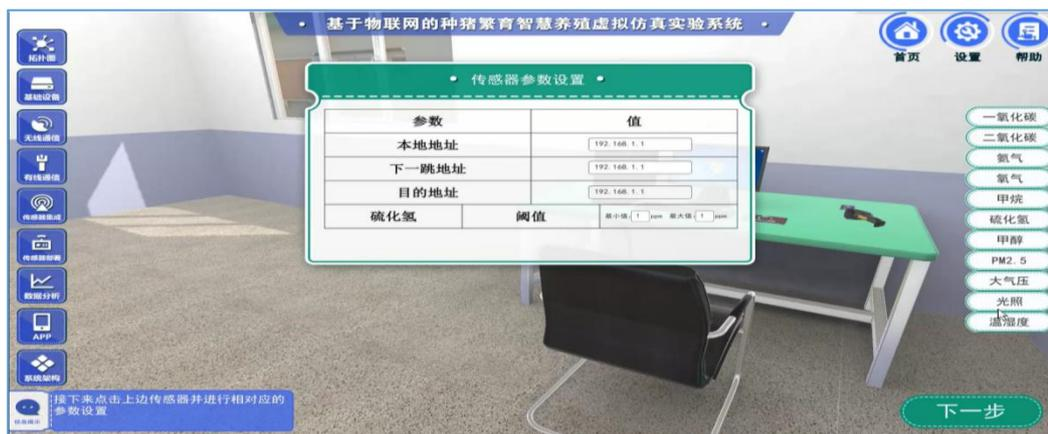 • 基于物联网的种猪繁育智慧养殖虚拟仿真实验系统 •
首页
设置
帮助
拓扑图
基础设备
无线通信
有线通信
传感器集成
传感器部署
数据分析
APP
系统架构
• 传感器参数设置 •
参数 值
本地地址 192.168.1.1
下一跳地址 192.168.1.1
目的地址 192.168.1.1
硫化氢 阈值 最小值:1 ppm 最大值:1 ppm
一氧化碳
二氧化碳
氨气
氧气
甲烷
硫化氢
甲醇
PM2.5
大气压
光照
温湿度
接下来点击上边传感器并进行相对应的
参数设置
下一步